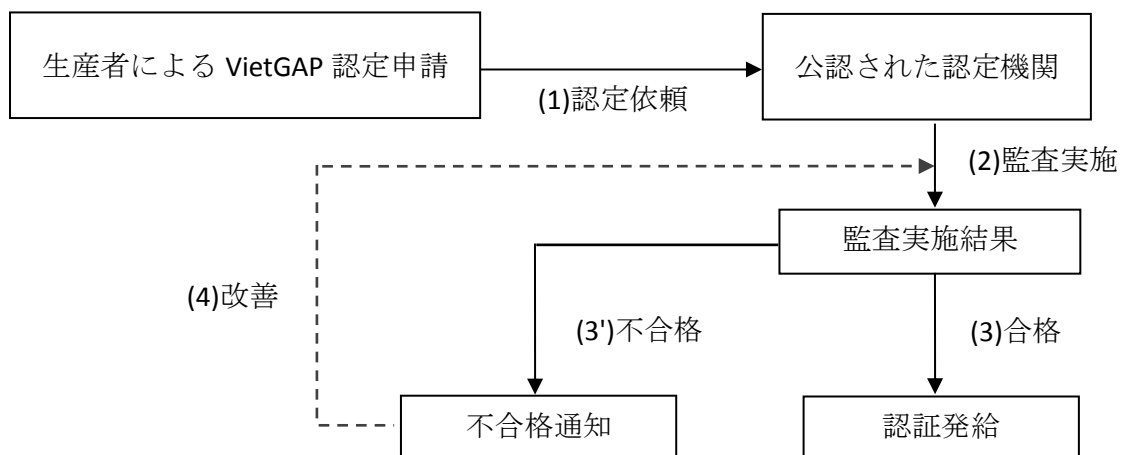 生産者による VietGAP 認定申請
公認された認定機関
(1)認定依頼
(2)監査実施
監査実施結果
(4)改善
(3')不合格
(3)合格
不合格通知
認証発給